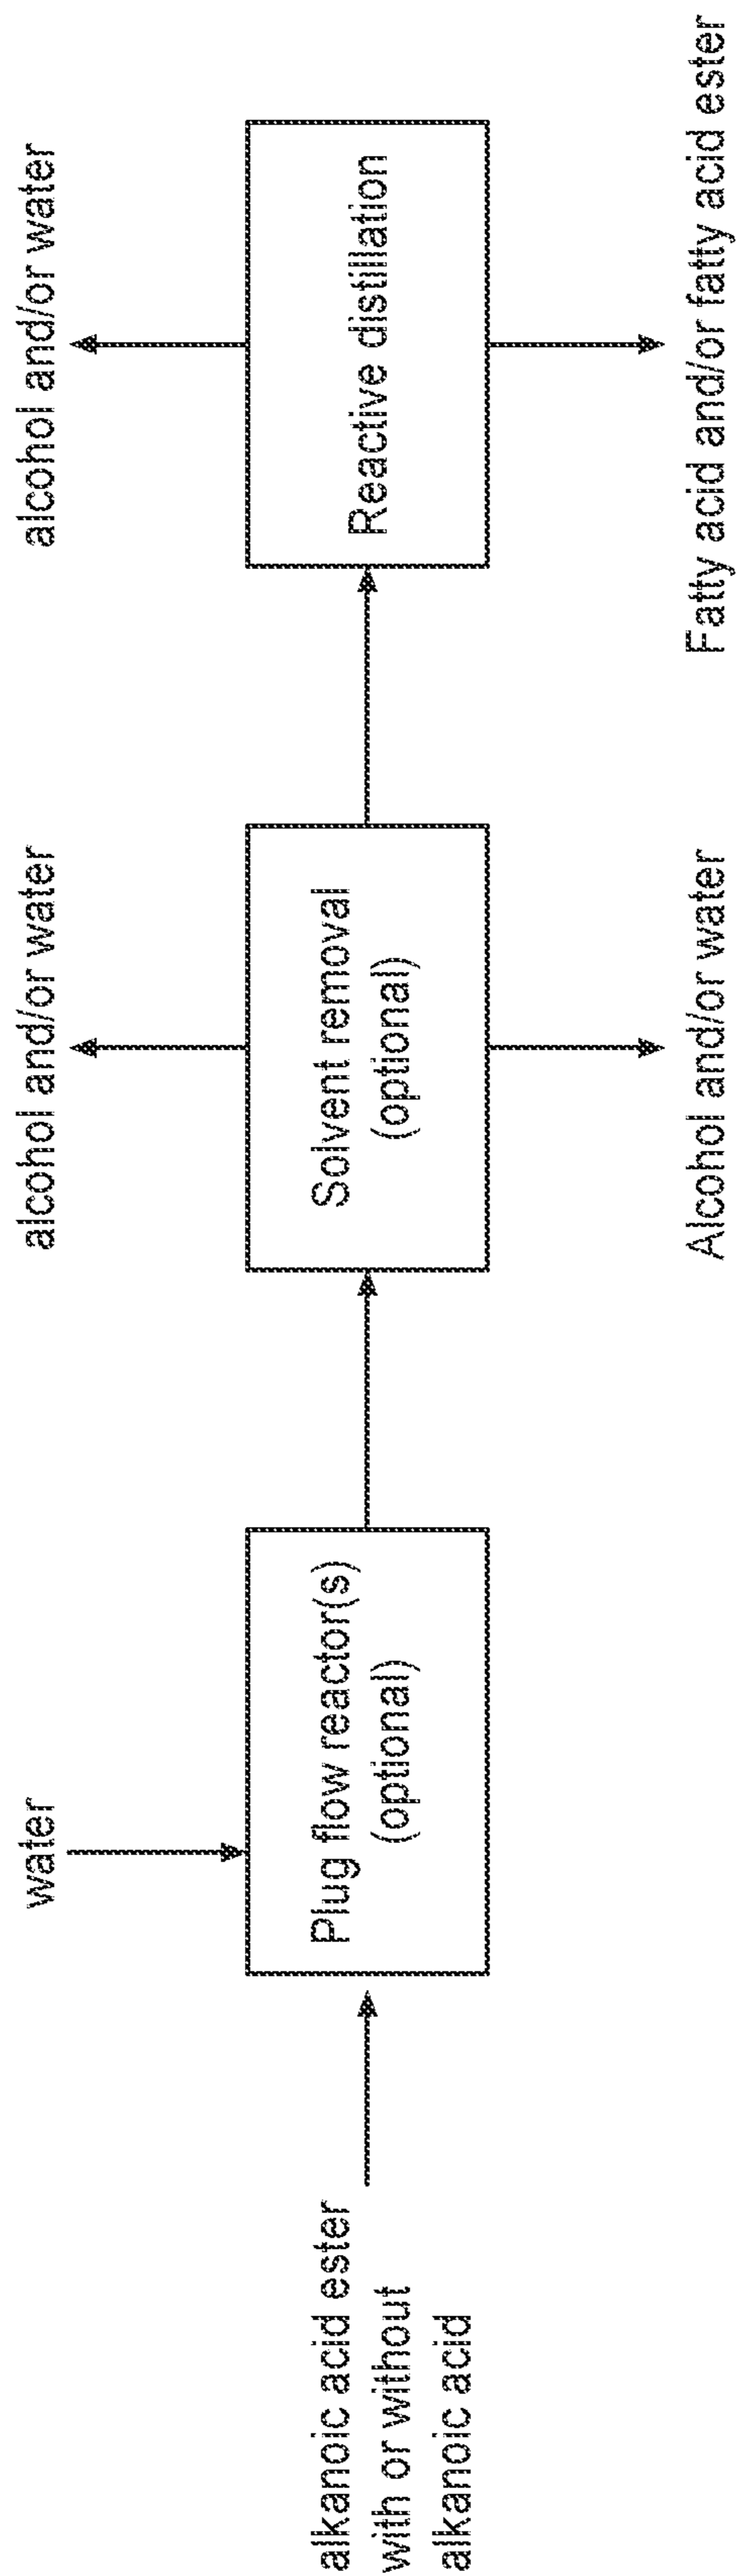 water
alcohol and/or water
alcohol and/or water
alkanoic acid ester
with or without
alkanoic acid
Plug flow reactor(s)
(optional)
Solvent removal
(optional)
Reactive distillation
Alcohol and/or water
Fatty acid and/or fatty acid ester